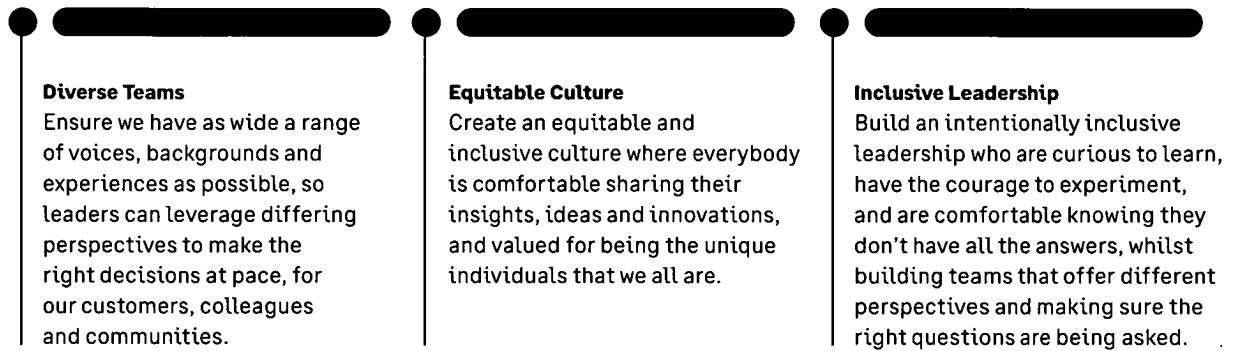 Diverse Teams
Ensure we have as wide a range
of voices, backgrounds and
experiences as possible, so
leaders can leverage differing
perspectives to make the
right decisions at pace, for
our customers, colleagues
and communities.
Equitable Culture
Create an equitable and
inclusive culture where everybody
is comfortable sharing their
insights, ideas and innovations,
and valued for being the unique
individuals that we all are.
Inclusive Leadership
Build an intentionally inclusive
leadership who are curious to learn,
have the courage to experiment,
and are comfortable knowing they
don't have all the answers, whilst
building teams that offer different
perspectives and making sure the
right questions are being asked.